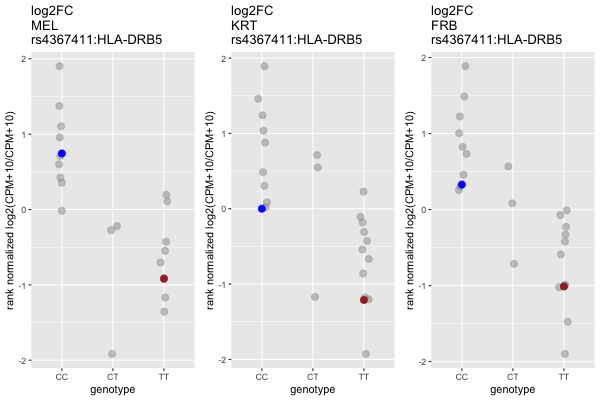 log2FC
MEL
rs4367411:HLA-DRB5
rank normalized log2(CPM+10/CPM+10)
2
1
0
-1
-2
CC
CT
TT
genotype
log2FC
KRT
rs4367411:HLA-DRB5
rank normalized log2(CPM+10/CPM+10)
2
1
0
-1
-2
CC
CT
TT
genotype
log2FC
FRB
rs4367411:HLA-DRB5
rank normalized log2(CPM+10/CPM+10)
2
1
0
-1
-2
CC
CT
TT
genotype